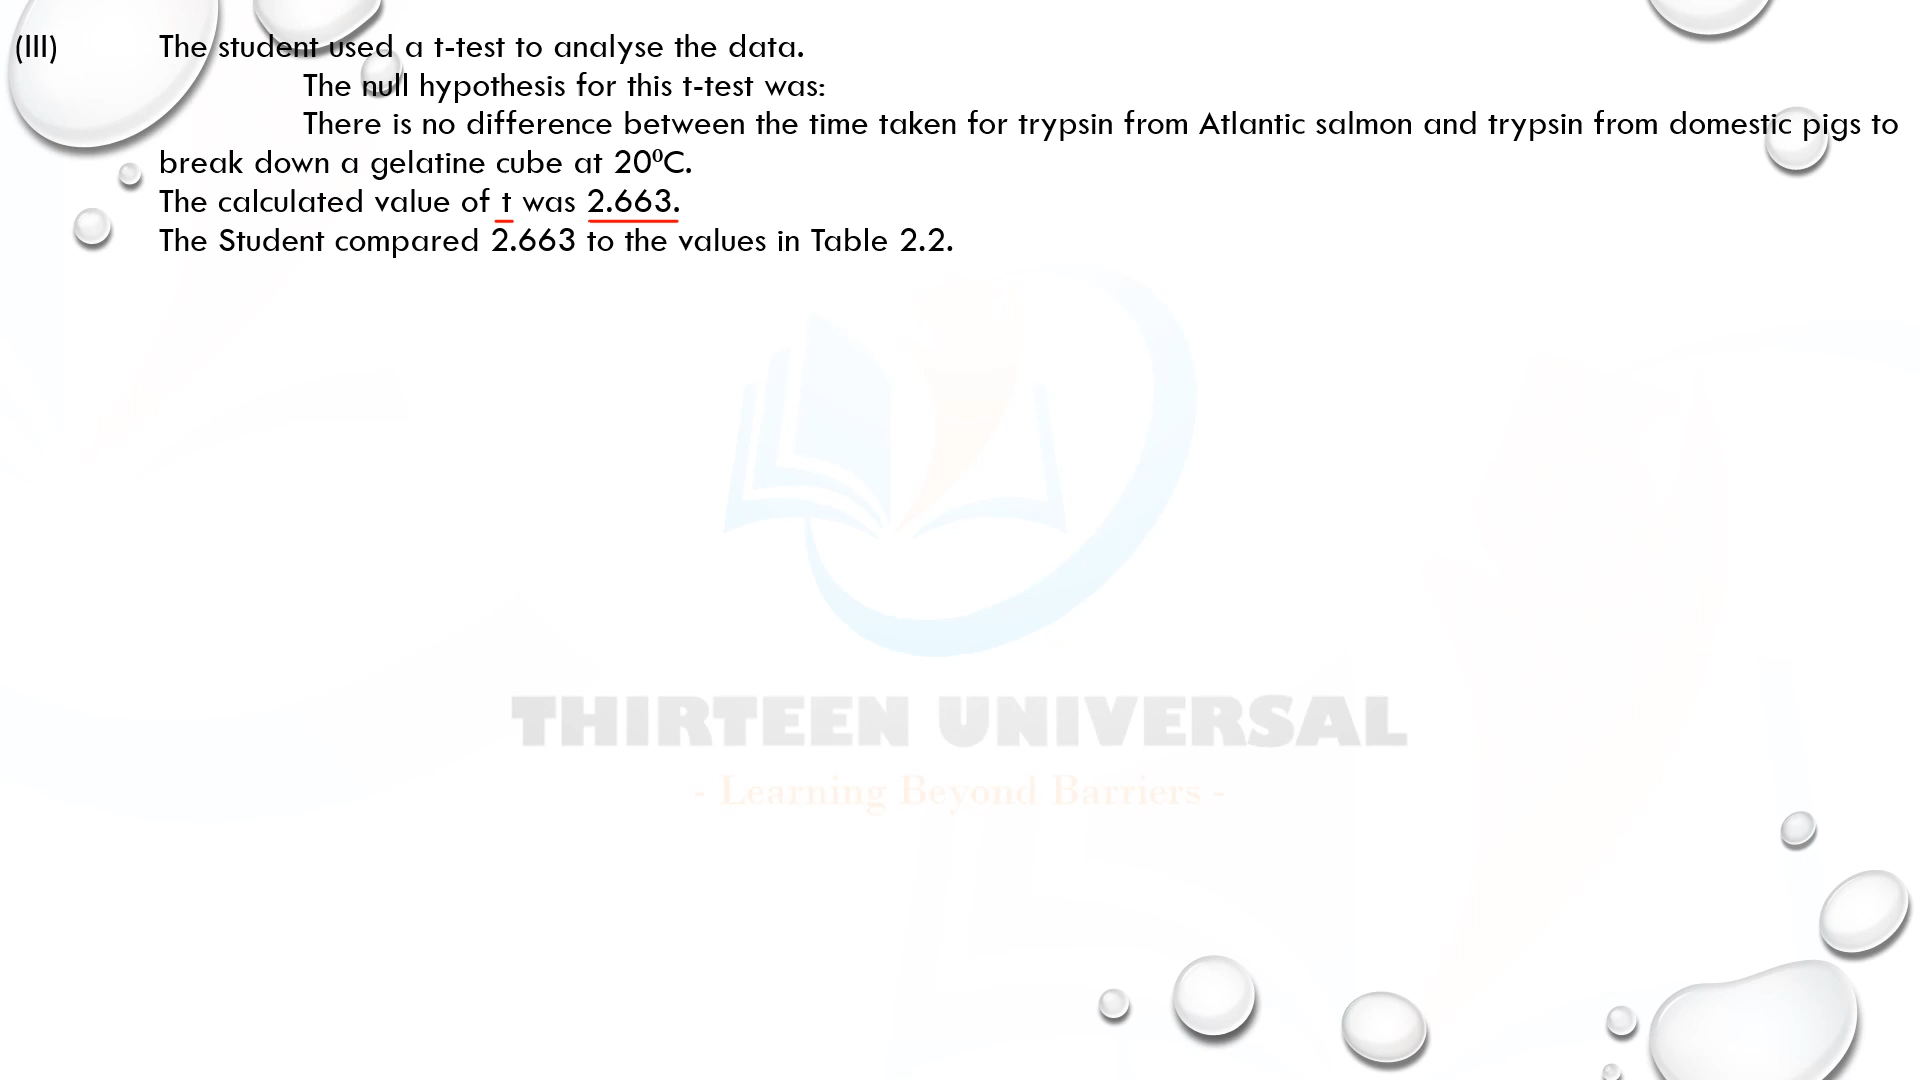 (III) The student used a t-test to analyse the data.
The null hypothesis for this t-test was:
There is no difference between the time taken for trypsin from Atlantic salmon and trypsin from domestic pigs to
break down a gelatine cube at 20⁰C.
The calculated value of t was 2.663.
The Student compared 2.663 to the values in Table 2.2.
THIRTEEN UNIVERSAL
- Learning Beyond Barriers -